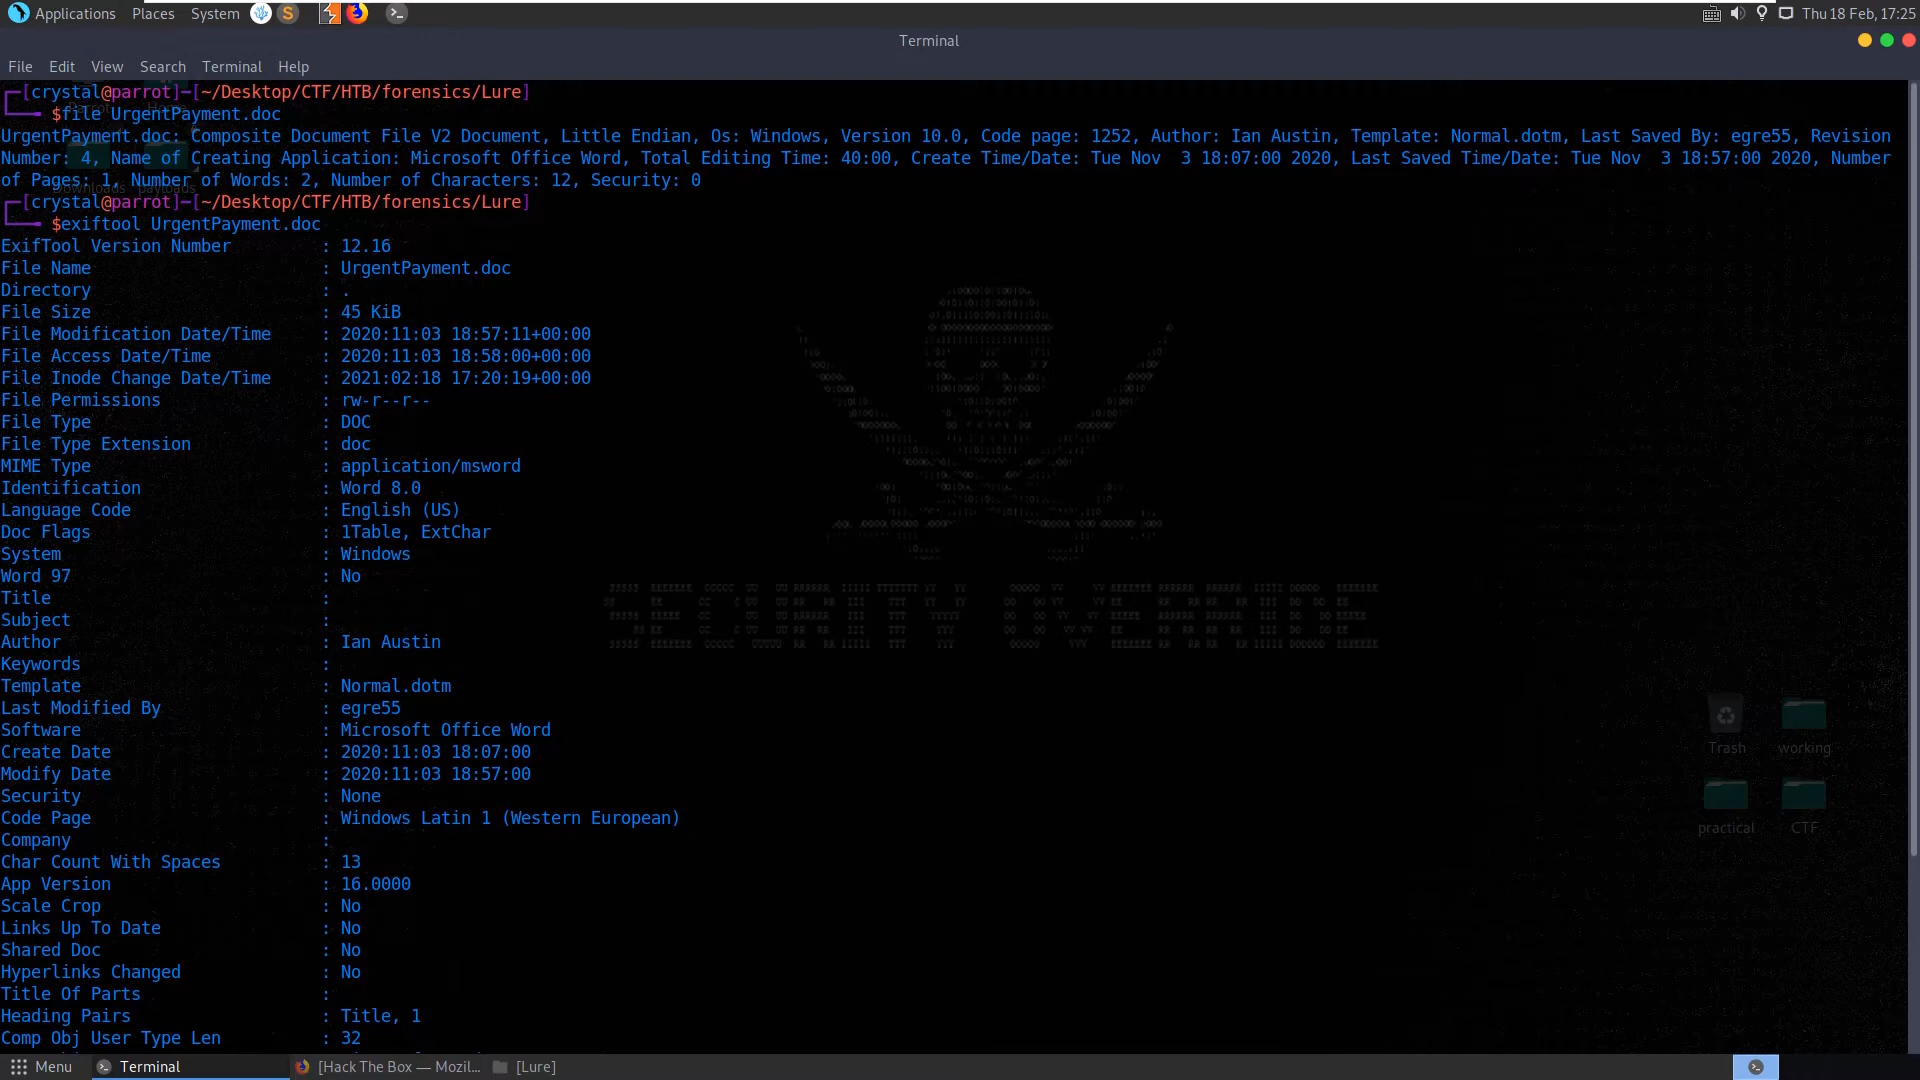 Applications Places System
Thu 18 Feb, 17:25
Terminal
File Edit View Search Terminal Help
┌─[crystal@parrot]─[~/Desktop/CTF/HTB/forensics/Lure]
└──╼ $file UrgentPayment.doc
UrgentPayment.doc: Composite Document File V2 Document, Little Endian, Os: Windows, Version 10.0, Code page: 1252, Author: Ian Austin, Template: Normal.dotm, Last Saved By: egre55, Revision
Number: 4, Name of Creating Application: Microsoft Office Word, Total Editing Time: 40:00, Create Time/Date: Tue Nov  3 18:07:00 2020, Last Saved Time/Date: Tue Nov  3 18:57:00 2020, Number
of Pages: 1, Number of Words: 2, Number of Characters: 12, Security: 0
Downloads payloads
┌─[crystal@parrot]─[~/Desktop/CTF/HTB/forensics/Lure]
└──╼ $exiftool UrgentPayment.doc
ExifTool Version Number : 12.16
File Name : UrgentPayment.doc
Directory : .
File Size : 45 KiB
File Modification Date/Time : 2020:11:03 18:57:11+00:00
File Access Date/Time : 2020:11:03 18:58:00+00:00
File Inode Change Date/Time : 2021:02:18 17:20:19+00:00
File Permissions : rw-r--r--
File Type : DOC
File Type Extension : doc
MIME Type : application/msword
Identification : Word 8.0
Language Code : English (US)
Doc Flags : 1Table, ExtChar
System : Windows
Word 97 : No
Title :
Subject :
Author : Ian Austin
Keywords :
Template : Normal.dotm
Last Modified By : egre55
Software : Microsoft Office Word
Create Date : 2020:11:03 18:07:00
Modify Date : 2020:11:03 18:57:00
Security : None
Code Page : Windows Latin 1 (Western European)
Company :
Char Count With Spaces : 13
App Version : 16.0000
Scale Crop : No
Links Up To Date : No
Shared Doc : No
Hyperlinks Changed : No
Title Of Parts :
Heading Pairs : Title, 1
Comp Obj User Type Len : 32
SECURITY OVERRIDE
Trash working
practical CTF
Menu Terminal [Hack The Box — Mozil... [Lure]